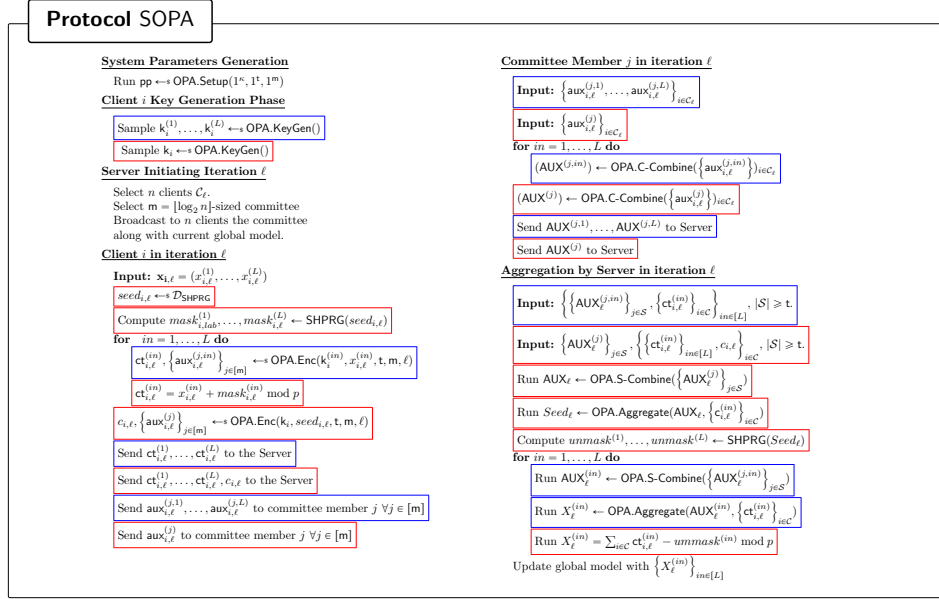 Protocol SOPA
System Parameters Generation
Run pp ←$ OPA.Setup(1^κ, 1^t, 1^m)
Client i Key Generation Phase
Sample k_i^{(1)}, . . . , k_i^{(L)} ←$ OPA.KeyGen()
Sample k_i ←$ OPA.KeyGen()
Server Initiating Iteration ℓ
Select n clients C_ℓ.
Select m = ⌊log_2 n⌋-sized committee
Broadcast to n clients the committee
along with current global model.
Client i in iteration ℓ
Input: x_{i,ℓ} = (x_{i,ℓ}^{(1)}, . . . , x_{i,ℓ}^{(L)})
seed_{i,ℓ} ←$ D_SHPRG
Compute mask_{i,lab}^{(1)}, . . . , mask_{i,ℓ}^{(L)} ← SHPRG(seed_{i,ℓ})
for in = 1, . . . , L do
ct_{i,ℓ}^{(in)}, {aux_{i,ℓ}^{(j,in)}}_{j∈[m]} ←$ OPA.Enc(k_i^{(in)}, x_{i,ℓ}^{(in)}, t, m, ℓ)
ct_{i,ℓ}^{(in)} = x_{i,ℓ}^{(in)} + mask_{i,ℓ}^{(in)} mod p
c_{i,ℓ}, {aux_{i,ℓ}^{(j)}}_{j∈[m]} ←$ OPA.Enc(k_i, seed_{i,ℓ}, t, m, ℓ)
Send ct_{i,ℓ}^{(1)}, . . . , ct_{i,ℓ}^{(L)} to the Server
Send ct_{i,ℓ}^{(1)}, . . . , ct_{i,ℓ}^{(L)}, c_{i,ℓ} to the Server
Send aux_{i,ℓ}^{(j,1)}, . . . , aux_{i,ℓ}^{(j,L)} to committee member j ∀j ∈ [m]
Send aux_{i,ℓ}^{(j)} to committee member j ∀j ∈ [m]
Committee Member j in iteration ℓ
Input: {aux_{i,ℓ}^{(j,1)}, . . . , aux_{i,ℓ}^{(j,L)}}_{i∈C_ℓ}
Input: {aux_{i,ℓ}^{(j)}}_{i∈C_ℓ}
for in = 1, . . . , L do
(AUX^{(j,in)}) ← OPA.C-Combine({aux_{i,ℓ}^{(j,in)}})_{i∈C_ℓ}
(AUX^{(j)}) ← OPA.C-Combine({aux_{i,ℓ}^{(j)}})_{i∈C_ℓ}
Send AUX^{(j,1)}, . . . , AUX^{(j,L)} to Server
Send AUX^{(j)} to Server
Aggregation by Server in iteration ℓ
Input: {{AUX_ℓ^{(j,in)}}_{j∈S}, {ct_{i,ℓ}^{(in)}}_{i∈C}}_{in∈[L]}, |S| ⩾ t.
Input: {AUX_ℓ^{(j)}}_{j∈S}, {{ct_{i,ℓ}^{(in)}}_{in∈[L]}, c_{i,ℓ}}_{i∈C}, |S| ⩾ t.
Run AUX_ℓ ← OPA.S-Combine({AUX_ℓ^{(j)}}_{j∈S})
Run Seed_ℓ ← OPA.Aggregate(AUX_ℓ, {c_{i,ℓ}^{(in)}}_{i∈C})
Compute unmask^{(1)}, . . . , unmask^{(L)} ← SHPRG(Seed_ℓ)
for in = 1, . . . , L do
Run AUX_ℓ^{(in)} ← OPA.S-Combine({AUX_ℓ^{(j,in)}}_{j∈S})
Run X_ℓ^{(in)} ← OPA.Aggregate(AUX_ℓ^{(in)}, {ct_{i,ℓ}^{(in)}}_{i∈C})
Run X_ℓ^{(in)} = ∑_{i∈C} ct_{i,ℓ}^{(in)} − ummask^{(in)} mod p
Update global model with {X_ℓ^{(in)}}_{in∈[L]}